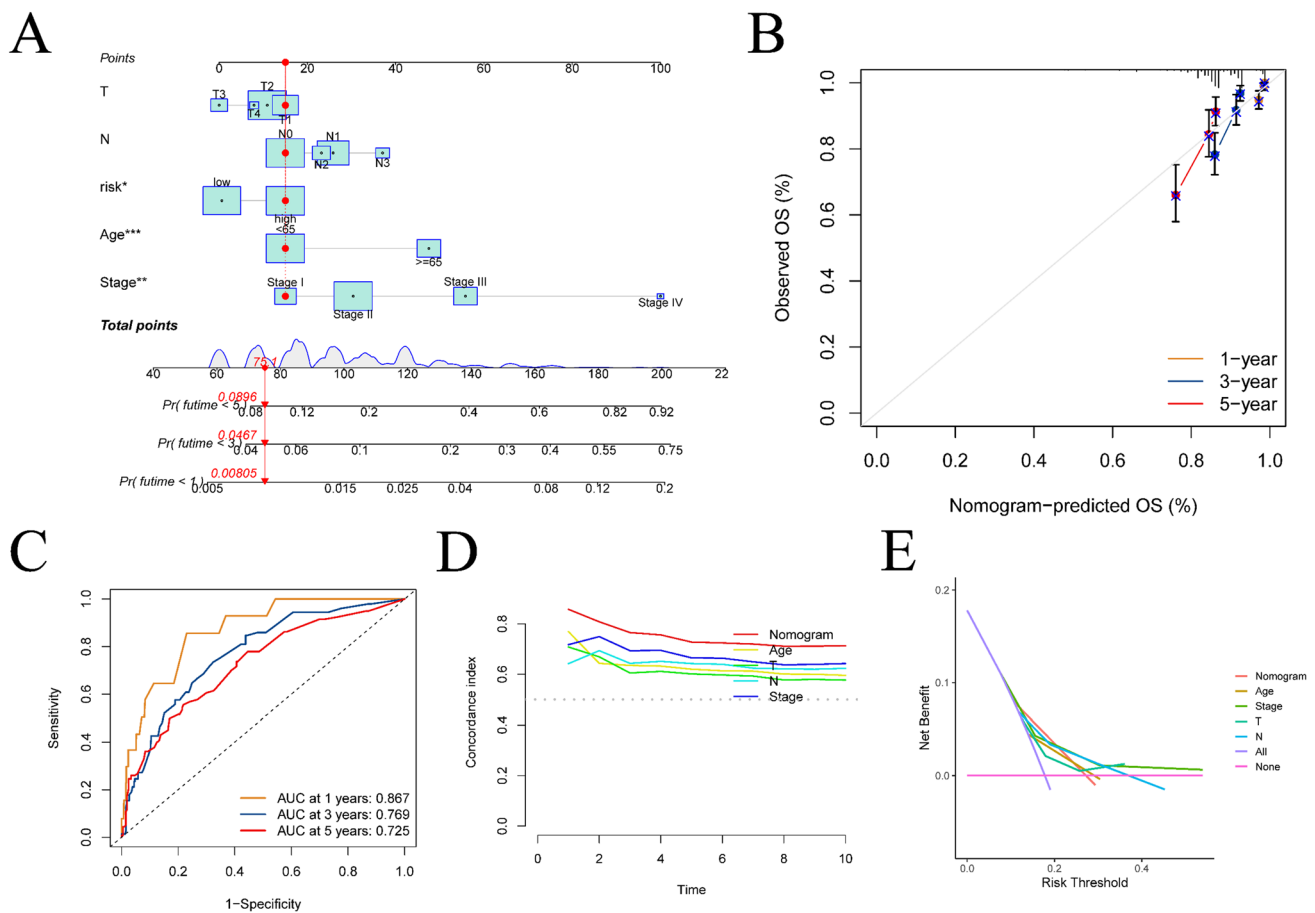 A
Points
0 20 40 60 80 100
T
T3 T4 T2 T1
N
N0 N2 N1 N3
risk*
low high
Age***
<65 >=65
Stage**
Stage I Stage II Stage III Stage IV
Total points
75.1
40 60 80 100 120 140 160 180 200 22
0.0896
Pr( futime < 5 )
0.08 0.12 0.2 0.4 0.6 0.82 0.92
0.0467
Pr( futime < 3 )
0.04 0.06 0.1 0.2 0.3 0.4 0.55 0.75
0.00805
Pr( futime < 1 )
0.005 0.015 0.025 0.04 0.08 0.12 0.2
B
Observed OS (%)
1.0
0.8
0.6
0.4
0.2
0.0
1-year
3-year
5-year
0.0 0.2 0.4 0.6 0.8 1.0
Nomogram-predicted OS (%)
C
Sensitivity
1.0
0.8
0.6
0.4
0.2
0.0
AUC at 1 years: 0.867
AUC at 3 years: 0.769
AUC at 5 years: 0.725
0.0 0.2 0.4 0.6 0.8 1.0
1-Specificity
D
Concordance index
0.8
0.6
0.4
0.2
0.0
Nomogram
Age
T
N
Stage
0 2 4 6 8 10
Time
E
Net Benefit
0.2
0.1
0.0
Nomogram
Age
Stage
T
N
All
None
0.0 0.2 0.4
Risk Threshold